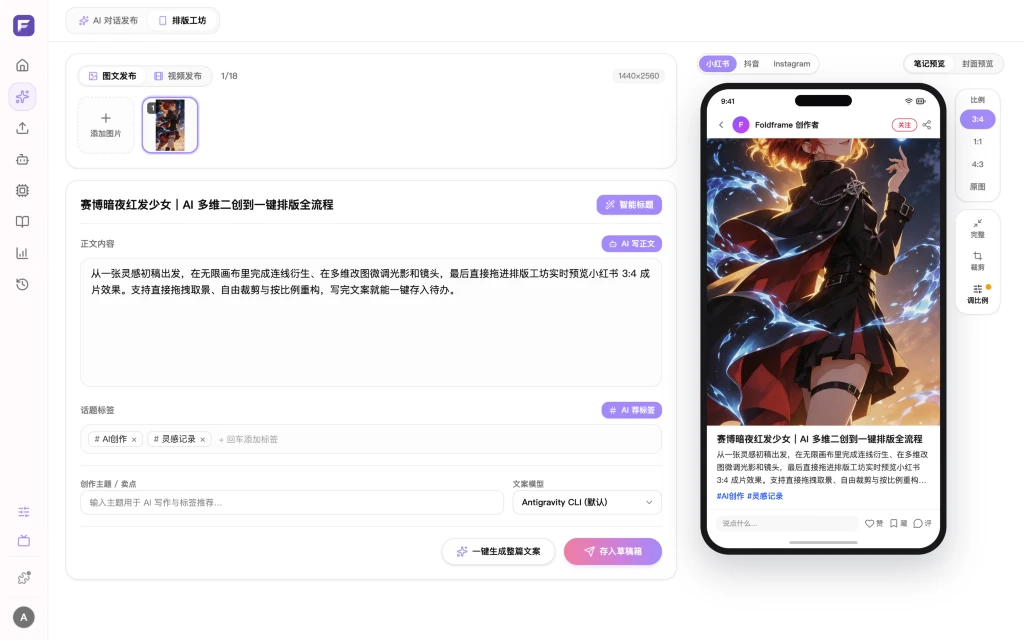 F
AI 对话发布
排版工坊
图文发布
视频发布
1/18
1440×2560
添加图片
1
赛博暗夜红发少女｜AI 多维二创到一键排版全流程
智能标题
正文内容
AI 写正文
从一张灵感初稿出发，在无限画布里完成连线衍生、在多维改图微调光影和镜头，最后直接拖进排版工坊实时预览小红书 3:4 成
片效果。支持直接拖拽取景、自由裁剪与按比例重构，写完文案就能一键存入待办。
话题标签
# AI 荐标签
# AI创作 ×
# 灵感记录 ×
+ 回车添加标签
创作主题 / 卖点
文案模型
输入主题用于 AI 写作与标签推荐...
Antigravity CLI (默认)
一键生成整篇文案
存入草稿箱
A
小红书
抖音
Instagram
笔记预览
封面预览
9:41
F
Foldframe 创作者
关注
赛博暗夜红发少女｜AI 多维二创到一键排版全流程
从一张灵感初稿出发，在无限画布里完成连线衍生、在多维改
图微调光影和镜头，最后直接拖进排版工坊实时预览小红书
3:4 成片效果。支持直接拖拽取景、自由裁剪与按比例重构...
#AI创作 #灵感记录
说点什么...
赞
藏
评
比例
3:4
1:1
4:3
原图
完整
裁剪
调比例